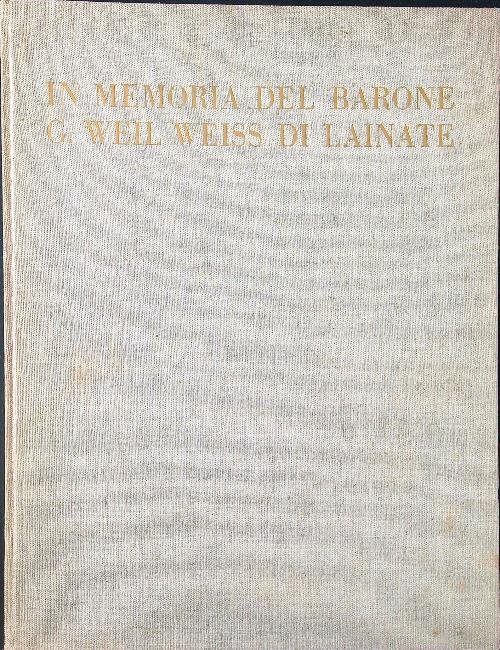 IN MEMORIA DEL BARONE
G. WEIL WEISS DI LAINATE